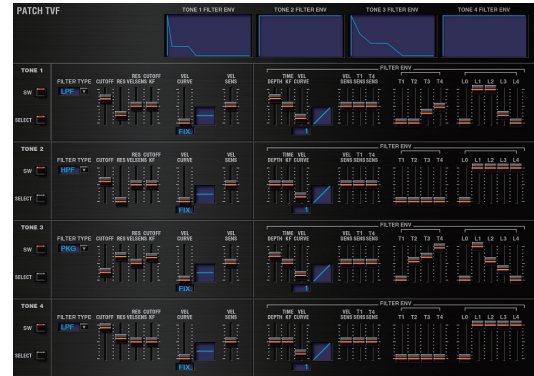 PATCH TVF
TONE 1 FILTER ENV TONE 2 FILTER ENV TONE 3 FILTER ENV TONE 4 FILTER ENV
TONE 1
FILTER ENV
RES CUTOFF VEL VEL TIME VEL VEL T1 T4
FILTER TYPE CUTOFF RES VELSENS KF CURVE SENS DEPTH KF CURVE SENS SENS SENS T1 T2 T3 T4 L0 L1 L2 L3 L4
SW LPF
SELECT
FIX. 1
TONE 2
FILTER ENV
RES CUTOFF VEL VEL TIME VEL VEL T1 T4
FILTER TYPE CUTOFF RES VELSENS KF CURVE SENS DEPTH KF CURVE SENS SENS SENS T1 T2 T3 T4 L0 L1 L2 L3 L4
SW HPF
SELECT
FIX. 1
TONE 3
FILTER ENV
RES CUTOFF VEL VEL TIME VEL VEL T1 T4
FILTER TYPE CUTOFF RES VELSENS KF CURVE SENS DEPTH KF CURVE SENS SENS SENS T1 T2 T3 T4 L0 L1 L2 L3 L4
SW PKG
SELECT
FIX. 1
TONE 4
FILTER ENV
RES CUTOFF VEL VEL TIME VEL VEL T1 T4
FILTER TYPE CUTOFF RES VELSENS KF CURVE SENS DEPTH KF CURVE SENS SENS SENS T1 T2 T3 T4 L0 L1 L2 L3 L4
SW LPF
SELECT
FIX. 1